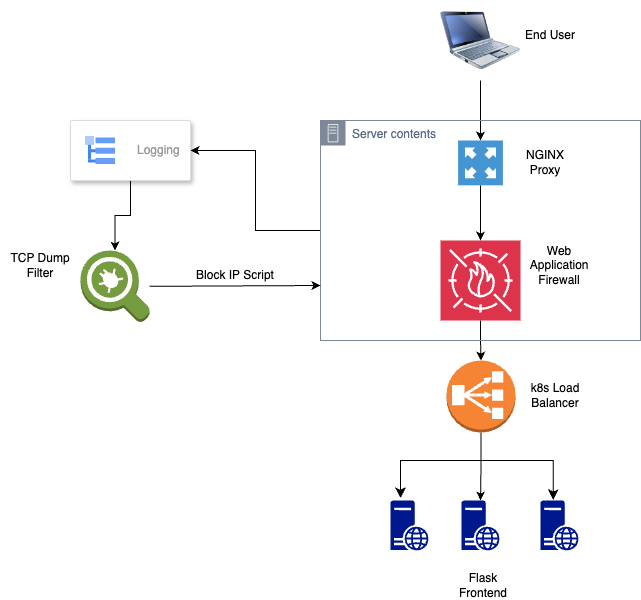 End User
Server contents
NGINX
Proxy
Logging
TCP Dump
Filter
Block IP Script
Web
Application
Firewall
k8s Load
Balancer
Flask
Frontend